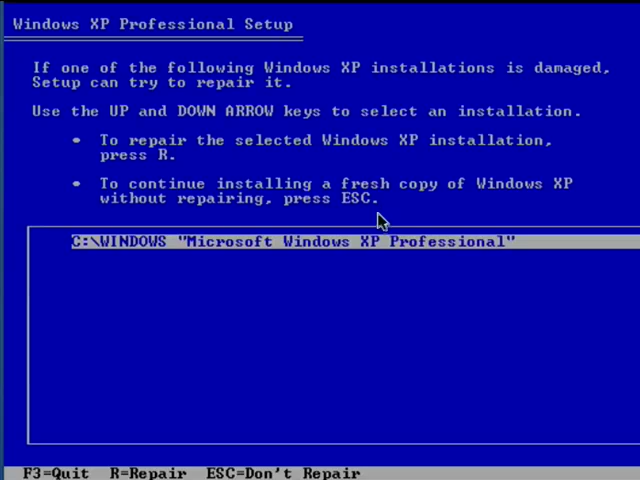 Windows XP Professional Setup
If one of the following Windows XP installations is damaged,
Setup can try to repair it.
Use the UP and DOWN ARROW keys to select an installation.
• To repair the selected Windows XP installation,
press R.
• To continue installing a fresh copy of Windows XP
without repairing, press ESC.
C:\WINDOWS "Microsoft Windows XP Professional"
F3=Quit R=Repair ESC=Don't Repair